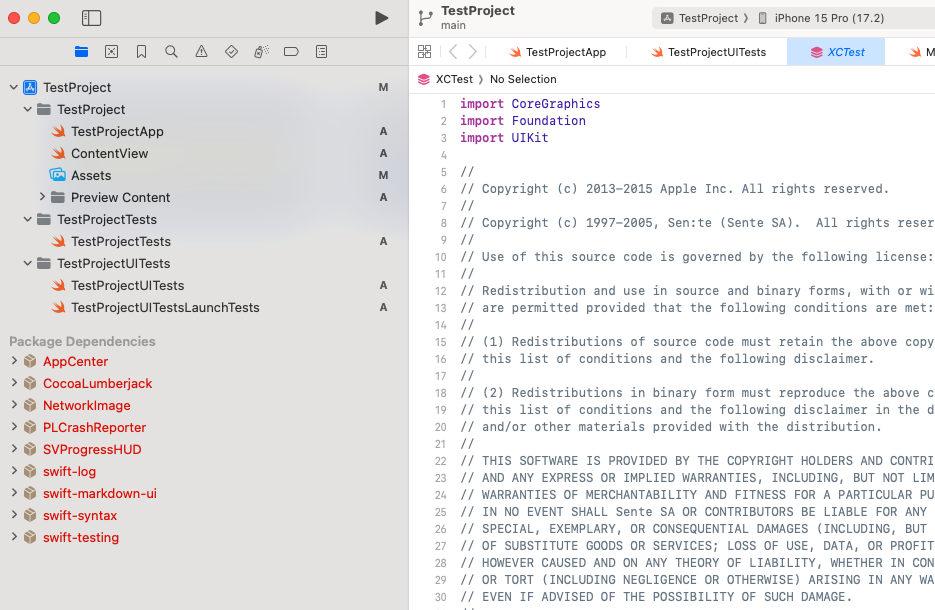 TestProject
main
TestProject
iPhone 15 Pro (17.2)
TestProjectApp
TestProjectUITests
XCTest
M
XCTest
No Selection
TestProject M
TestProject
TestProjectApp A
ContentView A
Assets M
Preview Content A
TestProjectTests
TestProjectTests A
TestProjectUITests
TestProjectUITests A
TestProjectUITestsLaunchTests A
Package Dependencies
AppCenter
CocoaLumberjack
NetworkImage
PLCrashReporter
SVProgressHUD
swift-log
swift-markdown-ui
swift-syntax
swift-testing
1 import CoreGraphics
2 import Foundation
3 import UIKit
4
5 //
6 // Copyright (c) 2013–2015 Apple Inc. All rights reserved.
7 //
8 // Copyright (c) 1997–2005, Sen:te (Sente SA).  All rights reser
9 //
10 // Use of this source code is governed by the following license:
11 //
12 // Redistribution and use in source and binary forms, with or wi
13 // are permitted provided that the following conditions are met:
14 //
15 // (1) Redistributions of source code must retain the above copy
16 // this list of conditions and the following disclaimer.
17 //
18 // (2) Redistributions in binary form must reproduce the above c
19 // this list of conditions and the following disclaimer in the d
20 // and/or other materials provided with the distribution.
21 //
22 // THIS SOFTWARE IS PROVIDED BY THE COPYRIGHT HOLDERS AND CONTRI
23 // AND ANY EXPRESS OR IMPLIED WARRANTIES, INCLUDING, BUT NOT LIM
24 // WARRANTIES OF MERCHANTABILITY AND FITNESS FOR A PARTICULAR PU
25 // IN NO EVENT SHALL Sente SA OR CONTRIBUTORS BE LIABLE FOR ANY
26 // SPECIAL, EXEMPLARY, OR CONSEQUENTIAL DAMAGES (INCLUDING, BUT
27 // OF SUBSTITUTE GOODS OR SERVICES; LOSS OF USE, DATA, OR PROFIT
28 // HOWEVER CAUSED AND ON ANY THEORY OF LIABILITY, WHETHER IN CON
29 // OR TORT (INCLUDING NEGLIGENCE OR OTHERWISE) ARISING IN ANY WA
30 // EVEN IF ADVISED OF THE POSSIBILITY OF SUCH DAMAGE.